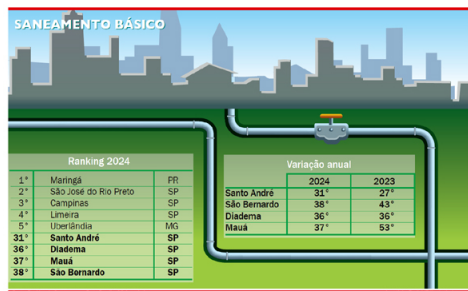 SANEAMENTO BÁSICO
Ranking 2024
1° Maringá PR
2° São José do Rio Preto SP
3° Campinas SP
4° Limeira SP
5° Uberlândia MG
31° Santo André SP
36° Diadema SP
37° Mauá SP
38° São Bernardo SP
Variação anual
2024 2023
Santo André 31° 27°
São Bernardo 38° 43°
Diadema 36° 36°
Mauá 37° 53°